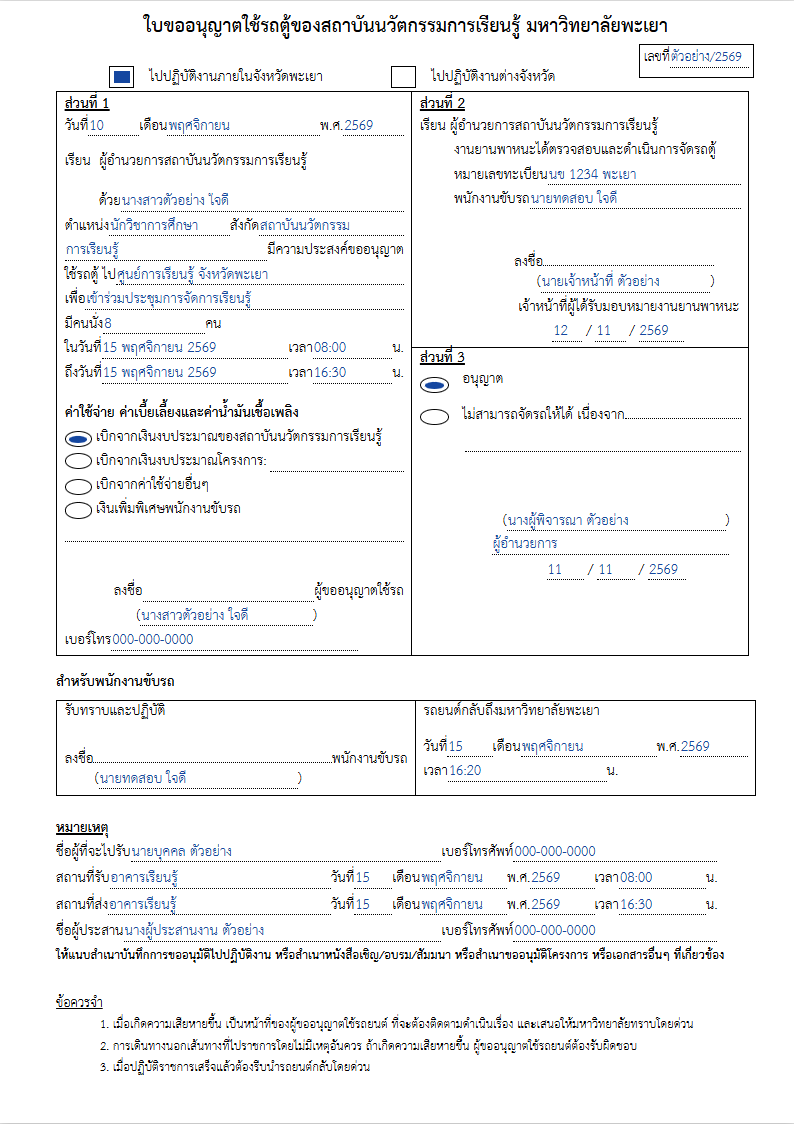 ใบขออนุญาตใช้รถตู้ของสถาบันนวัตกรรมการเรียนรู้ มหาวิทยาลัยพะเยา
เลขที่ตัวอย่าง/2569
ไปปฏิบัติงานภายในจังหวัดพะเยา ไปปฏิบัติงานต่างจังหวัด
ส่วนที่ 1
วันที่10 เดือนพฤศจิกายน พ.ศ.2569
เรียน ผู้อำนวยการสถาบันนวัตกรรมการเรียนรู้
ด้วยนางสาวตัวอย่าง ใจดี
ตำแหน่งนักวิชาการศึกษา สังกัดสถาบันนวัตกรรม
การเรียนรู้ มีความประสงค์ขออนุญาต
ใช้รถตู้ ไปศูนย์การเรียนรู้ จังหวัดพะเยา
เพื่อเข้าร่วมประชุมการจัดการเรียนรู้
มีคนนั่ง8 คน
ในวันที่15 พฤศจิกายน 2569 เวลา08:00 น.
ถึงวันที่15 พฤศจิกายน 2569 เวลา16:30 น.
ค่าใช้จ่าย ค่าเบี้ยเลี้ยงและค่าน้ำมันเชื้อเพลิง
เบิกจากเงินงบประมาณของสถาบันนวัตกรรมการเรียนรู้
เบิกจากเงินงบประมาณโครงการ:
เบิกจากค่าใช้จ่ายอื่นๆ
เงินเพิ่มพิเศษพนักงานขับรถ
ลงชื่อ ผู้ขออนุญาตใช้รถ
(นางสาวตัวอย่าง ใจดี )
เบอร์โทร000-000-0000
ส่วนที่ 2
เรียน ผู้อำนวยการสถาบันนวัตกรรมการเรียนรู้
งานยานพาหนะได้ตรวจสอบและดำเนินการจัดรถตู้
หมายเลขทะเบียนนข 1234 พะเยา
พนักงานขับรถนายทดสอบ ใจดี
ลงชื่อ
(นายเจ้าหน้าที่ ตัวอย่าง )
เจ้าหน้าที่ผู้ได้รับมอบหมายงานยานพาหนะ
12 / 11 / 2569
ส่วนที่ 3
อนุญาต
ไม่สามารถจัดรถให้ได้ เนื่องจาก
(นางผู้พิจารณา ตัวอย่าง )
ผู้อำนวยการ
11 / 11 / 2569
สำหรับพนักงานขับรถ
รับทราบและปฏิบัติ
ลงชื่อ พนักงานขับรถ
(นายทดสอบ ใจดี )
รถยนต์กลับถึงมหาวิทยาลัยพะเยา
วันที่15 เดือนพฤศจิกายน พ.ศ.2569
เวลา16:20 น.
หมายเหตุ
ชื่อผู้ที่จะไปรับนายบุคคล ตัวอย่าง เบอร์โทรศัพท์000-000-0000
สถานที่รับอาคารเรียนรู้ วันที่15 เดือนพฤศจิกายน พ.ศ.2569 เวลา08:00 น.
สถานที่ส่งอาคารเรียนรู้ วันที่15 เดือนพฤศจิกายน พ.ศ.2569 เวลา16:30 น.
ชื่อผู้ประสานนางผู้ประสานงาน ตัวอย่าง เบอร์โทรศัพท์000-000-0000
ให้แนบสำเนาบันทึกการขออนุมัติไปปฏิบัติงาน หรือสำเนาหนังสือเชิญ/อบรม/สัมมนา หรือสำเนาขออนุมัติโครงการ หรือเอกสารอื่นๆ ที่เกี่ยวข้อง
ข้อควรจำ
1. เมื่อเกิดความเสียหายขึ้น เป็นหน้าที่ของผู้ขออนุญาตใช้รถยนต์ ที่จะต้องติดตามดำเนินเรื่อง และเสนอให้มหาวิทยาลัยทราบโดยด่วน
2. การเดินทางนอกเส้นทางที่ไปราชการโดยไม่มีเหตุอันควร ถ้าเกิดความเสียหายขึ้น ผู้ขออนุญาตใช้รถยนต์ต้องรับผิดชอบ
3. เมื่อปฏิบัติราชการเสร็จแล้วต้องรีบนำรถยนต์กลับโดยด่วน